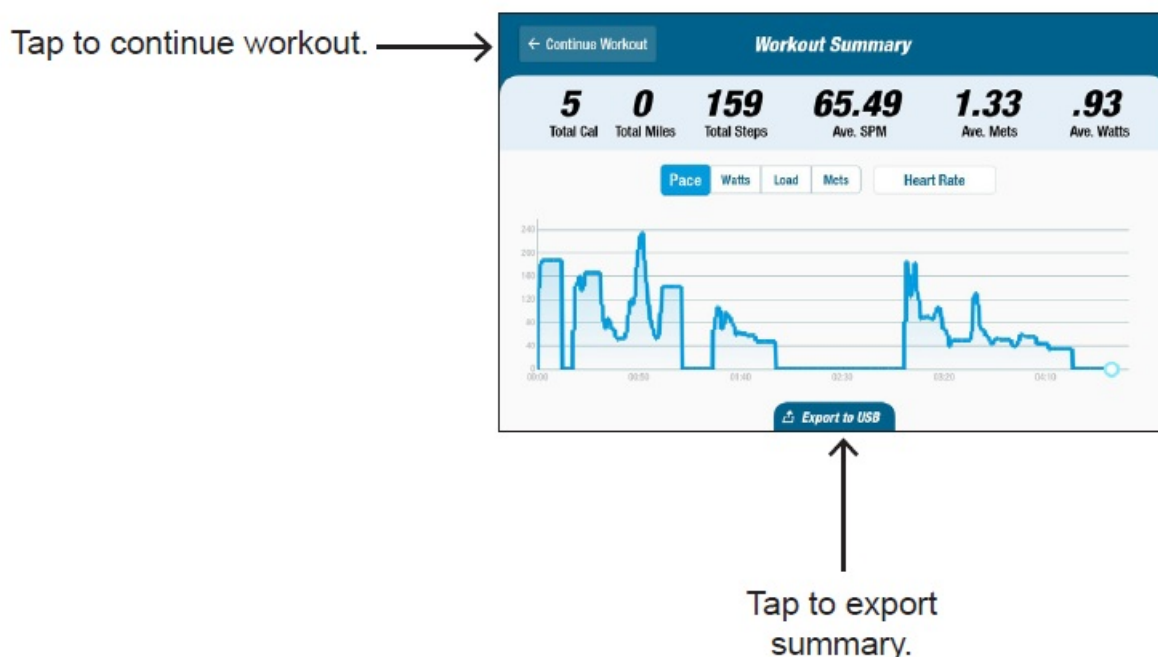 Tap to continue workout.
← Continue Workout
Workout Summary
5 0 159 65.49 1.33 .93
Total Cal Total Miles Total Steps Ave. SPM Ave. Mets Ave. Watts
Pace Watts Load Mets Heart Rate
240
200
160
120
80
40
0
00:00 00:50 01:40 02:30 03:20 04:10
Export to USB
Tap to export
summary.